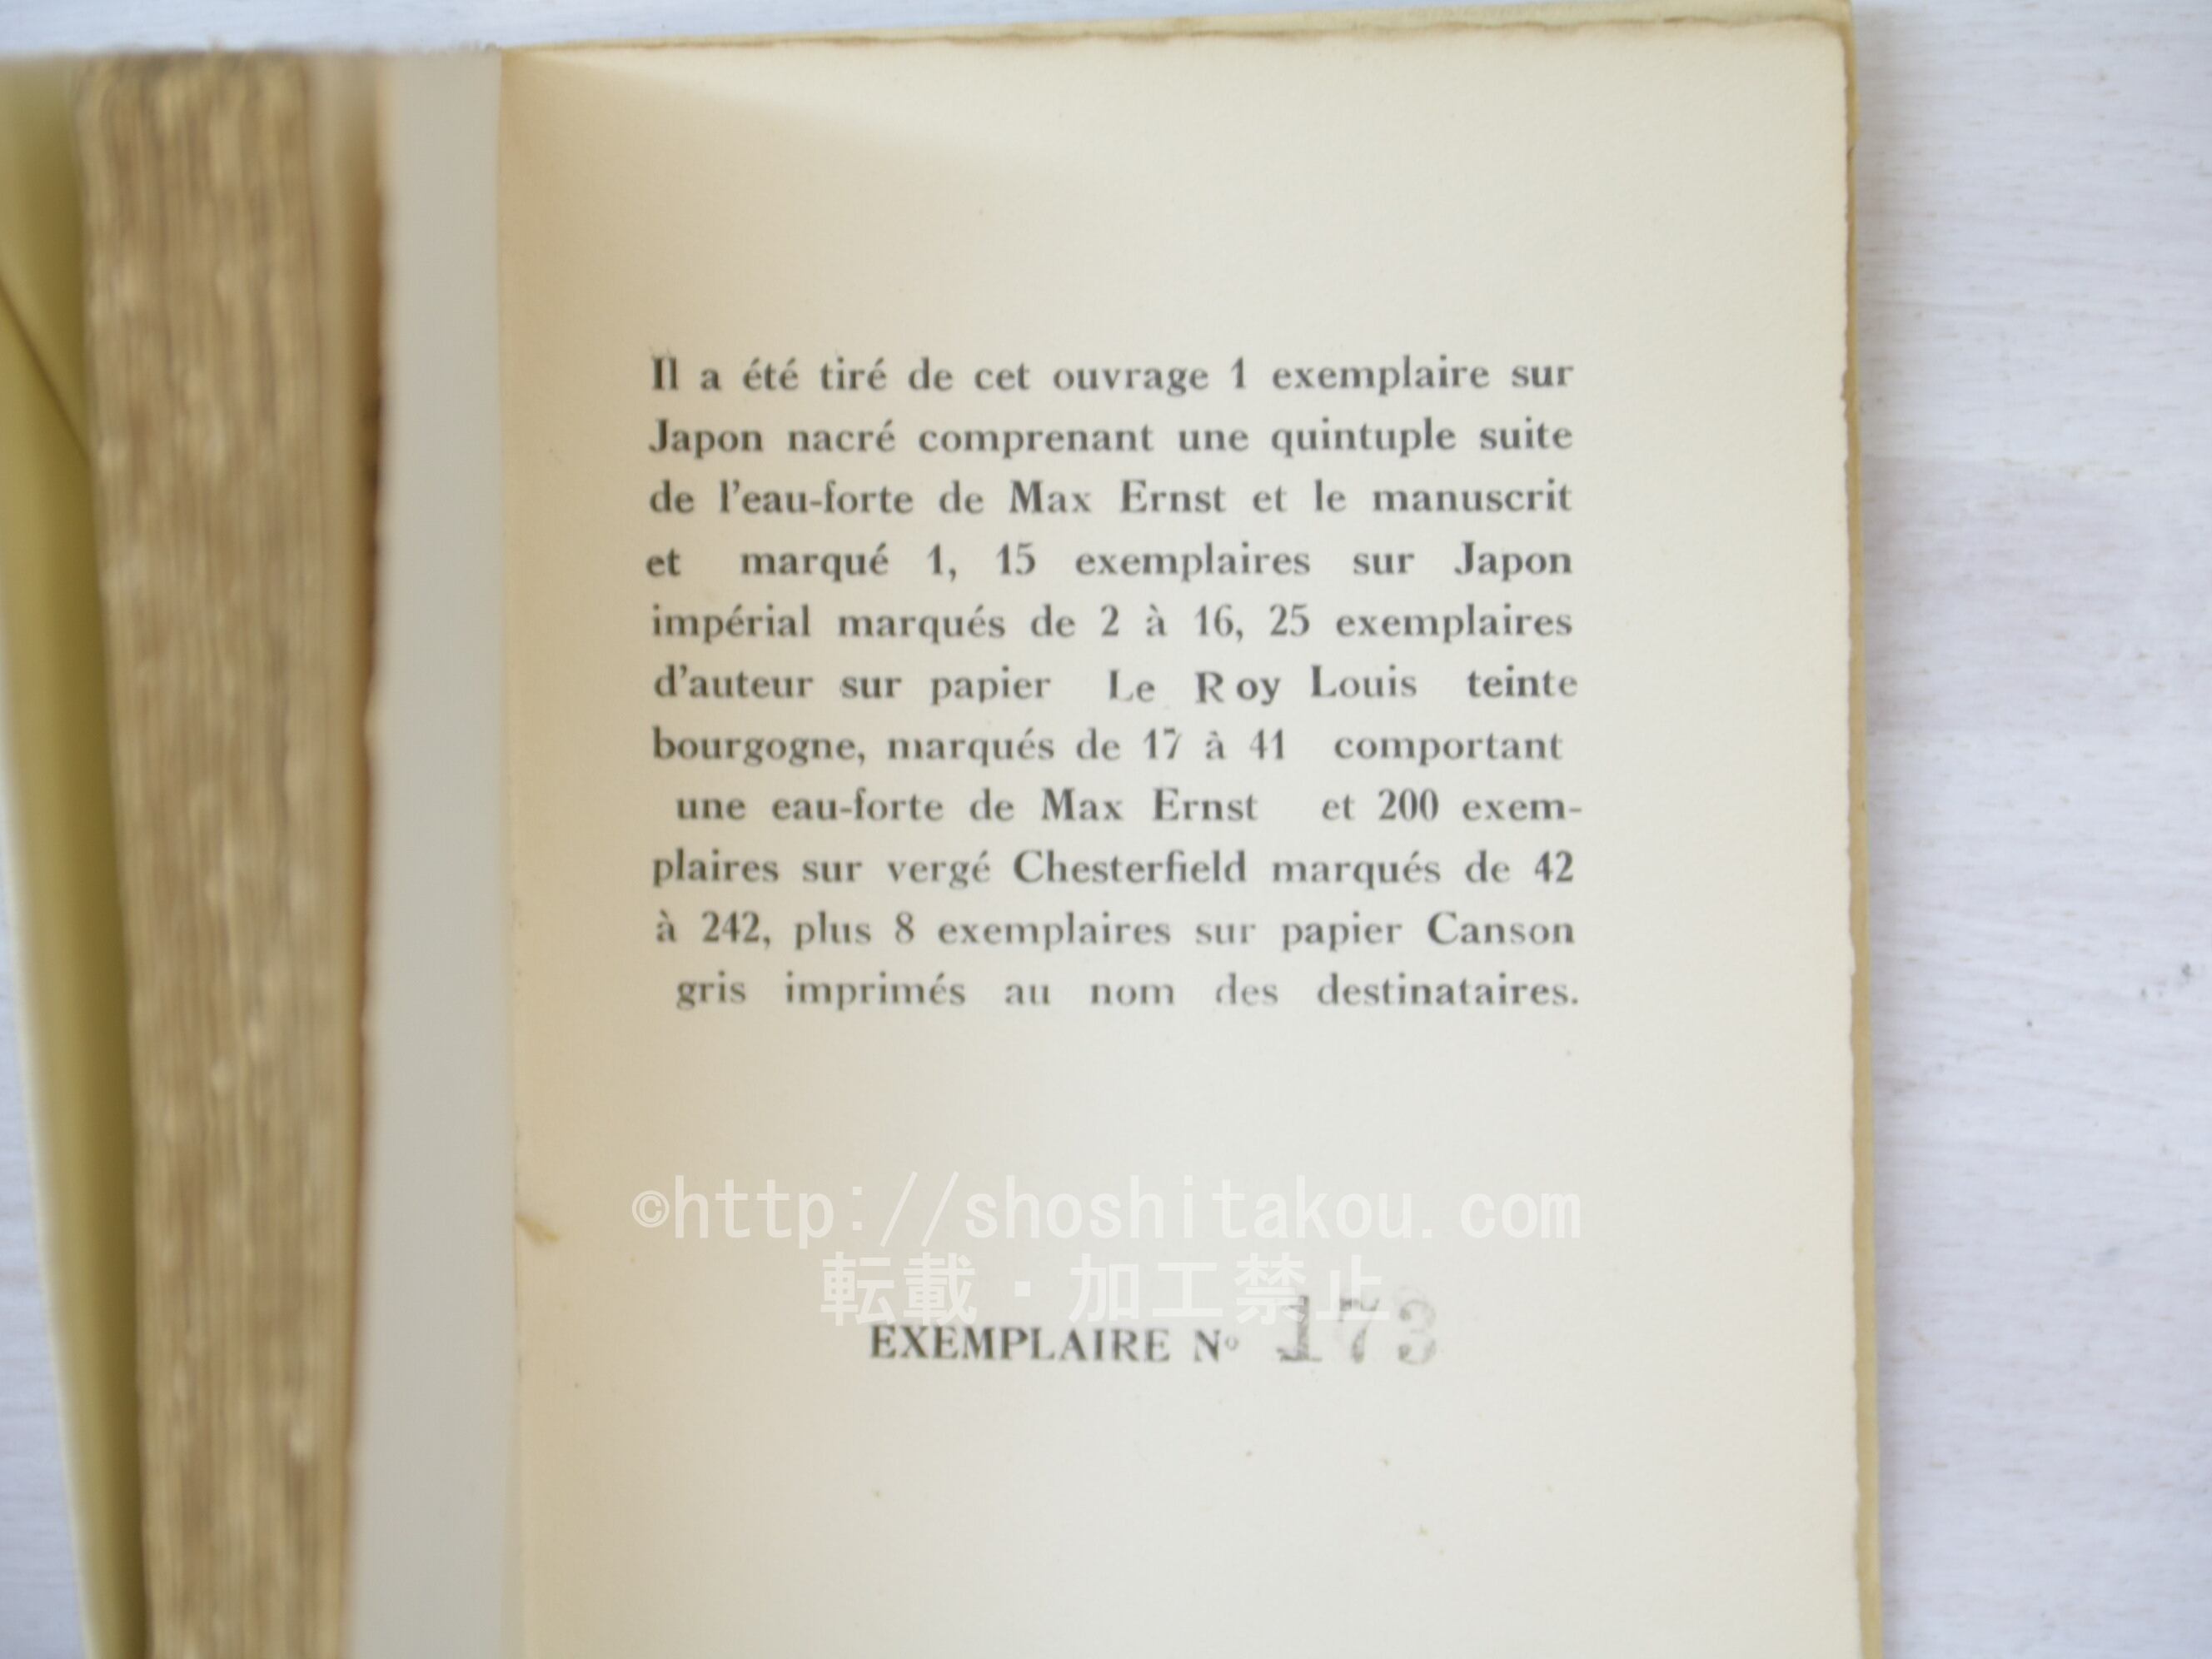 Il a été tiré de cet ouvrage 1 exemplaire sur
Japon nacré comprenant une quintuple suite
de l'eau-forte de Max Ernst et le manuscrit
et marqué 1, 15 exemplaires sur Japon
impérial marqués de 2 à 16, 25 exemplaires
d'auteur sur papier Le Roy Louis teinte
bourgogne, marqués de 17 à 41 comportant
une eau-forte de Max Ernst et 200 exem-
plaires sur vergé Chesterfield marqués de 42
à 242, plus 8 exemplaires sur papier Canson
gris imprimés au nom des destinataires.
©http://shoshitakou.com
転載・加工禁止
EXEMPLAIRE N° 173